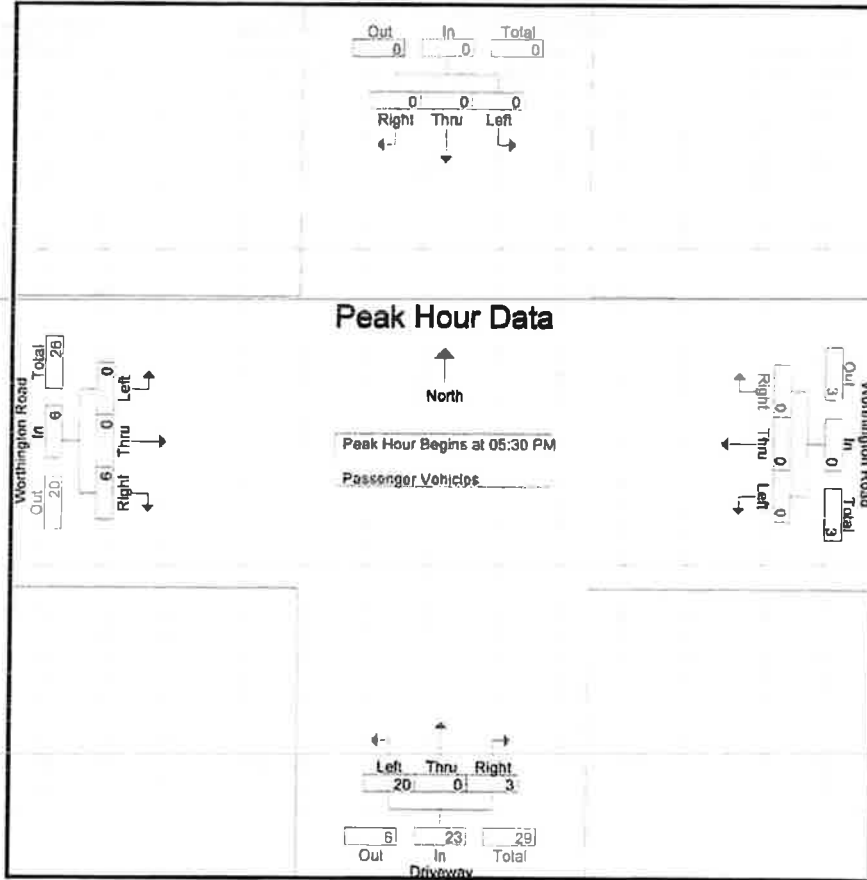 Out In Total
0 0 0
0 0 0
Right Thru Left
Peak Hour Data
North
Peak Hour Begins at 05:30 PM
Passenger Vehicles
Worthington Road
Out In Total
20 6 26
Left Thru Right
0 0 6
Right Thru Left
0 0 0
Out In Total
3 0 3
Worthington Road
Left Thru Right
20 0 3
6 23 29
Out In Total
Driveway